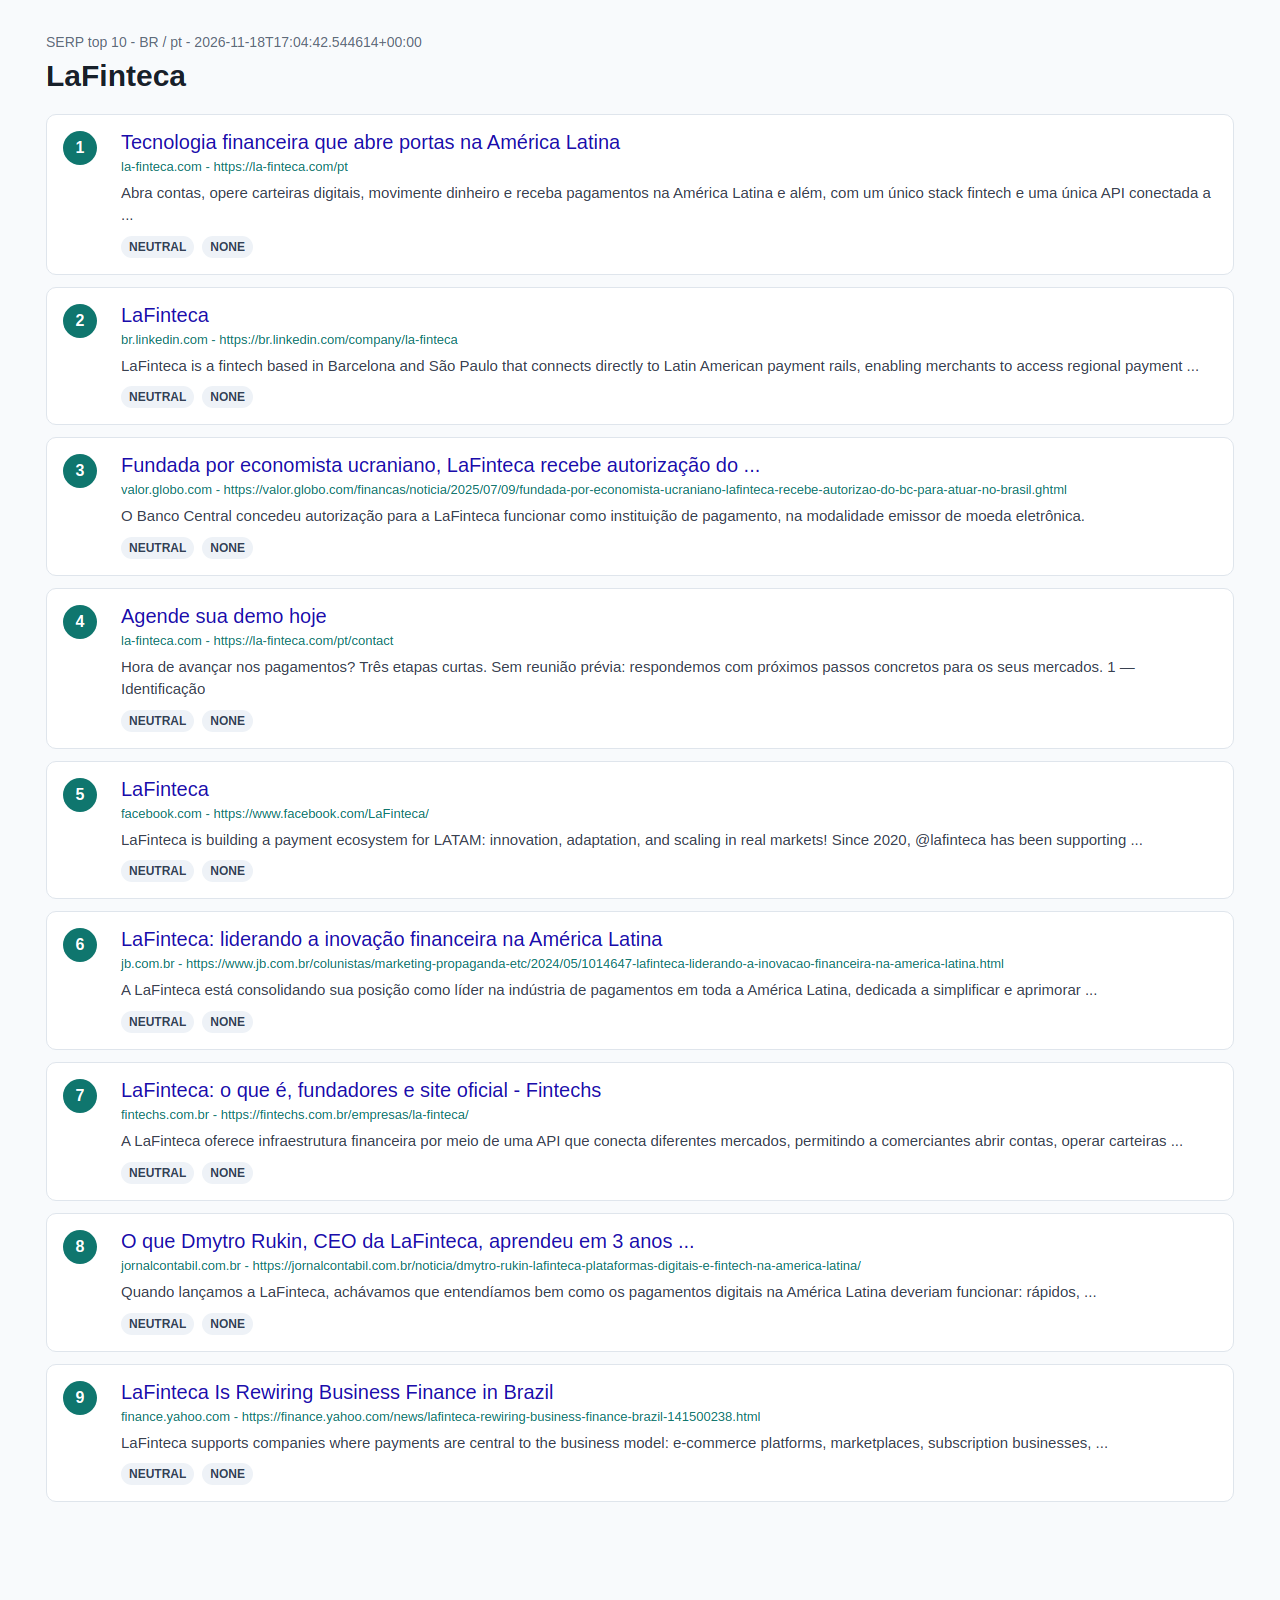 SERP top 10 - BR / pt - 2026-11-18T17:04:42.544614+00:00
LaFinteca
1
Tecnologia financeira que abre portas na América Latina
la-finteca.com - https://la-finteca.com/pt
Abra contas, opere carteiras digitais, movimente dinheiro e receba pagamentos na América Latina e além, com um único stack fintech e uma única API conectada a
...
NEUTRAL NONE
2
LaFinteca
br.linkedin.com - https://br.linkedin.com/company/la-finteca
LaFinteca is a fintech based in Barcelona and São Paulo that connects directly to Latin American payment rails, enabling merchants to access regional payment ...
NEUTRAL NONE
3
Fundada por economista ucraniano, LaFinteca recebe autorização do ...
valor.globo.com - https://valor.globo.com/financas/noticia/2025/07/09/fundada-por-economista-ucraniano-lafinteca-recebe-autorizao-do-bc-para-atuar-no-brasil.ghtml
O Banco Central concedeu autorização para a LaFinteca funcionar como instituição de pagamento, na modalidade emissor de moeda eletrônica.
NEUTRAL NONE
4
Agende sua demo hoje
la-finteca.com - https://la-finteca.com/pt/contact
Hora de avançar nos pagamentos? Três etapas curtas. Sem reunião prévia: respondemos com próximos passos concretos para os seus mercados. 1 —
Identificação
NEUTRAL NONE
5
LaFinteca
facebook.com - https://www.facebook.com/LaFinteca/
LaFinteca is building a payment ecosystem for LATAM: innovation, adaptation, and scaling in real markets! Since 2020, @lafinteca has been supporting ...
NEUTRAL NONE
6
LaFinteca: liderando a inovação financeira na América Latina
jb.com.br - https://www.jb.com.br/colunistas/marketing-propaganda-etc/2024/05/1014647-lafinteca-liderando-a-inovacao-financeira-na-america-latina.html
A LaFinteca está consolidando sua posição como líder na indústria de pagamentos em toda a América Latina, dedicada a simplificar e aprimorar ...
NEUTRAL NONE
7
LaFinteca: o que é, fundadores e site oficial - Fintechs
fintechs.com.br - https://fintechs.com.br/empresas/la-finteca/
A LaFinteca oferece infraestrutura financeira por meio de uma API que conecta diferentes mercados, permitindo a comerciantes abrir contas, operar carteiras ...
NEUTRAL NONE
8
O que Dmytro Rukin, CEO da LaFinteca, aprendeu em 3 anos ...
jornalcontabil.com.br - https://jornalcontabil.com.br/noticia/dmytro-rukin-lafinteca-plataformas-digitais-e-fintech-na-america-latina/
Quando lançamos a LaFinteca, achávamos que entendíamos bem como os pagamentos digitais na América Latina deveriam funcionar: rápidos, ...
NEUTRAL NONE
9
LaFinteca Is Rewiring Business Finance in Brazil
finance.yahoo.com - https://finance.yahoo.com/news/lafinteca-rewiring-business-finance-brazil-141500238.html
LaFinteca supports companies where payments are central to the business model: e-commerce platforms, marketplaces, subscription businesses, ...
NEUTRAL NONE